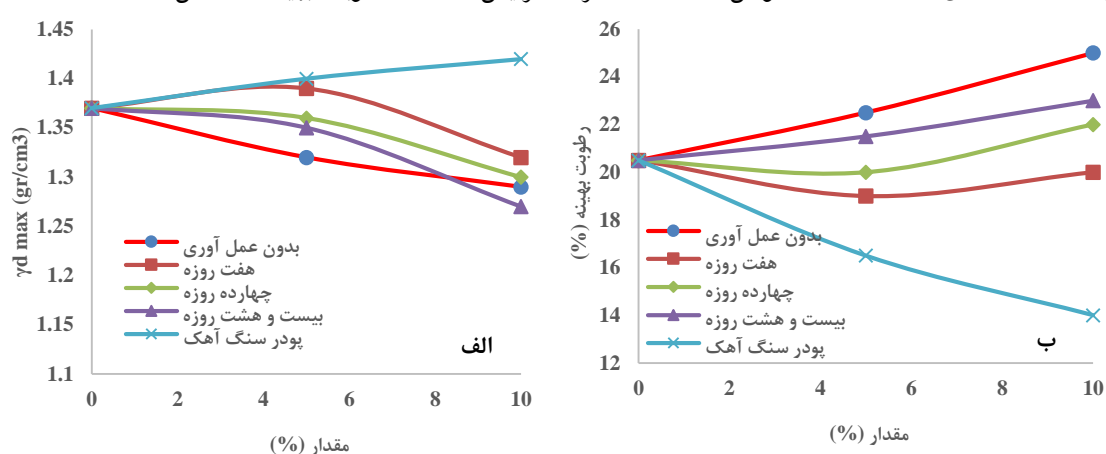 1.45
1.4
1.35
1.3
1.25
1.2
1.15
1.1
γd max (gr/cm3)
0 2 4 6 8 10
مقدار (%)
بدون عمل آوری
هفت روزه
چهارده روزه
بیست و هشت روزه
پودر سنگ آهک
الف
26
24
22
20
18
16
14
12
رطوبت بهینه (%)
0 2 4 6 8 10
مقدار (%)
بدون عمل آوری
هفت روزه
چهارده روزه
بیست و هشت روزه
پودر سنگ آهک
ب